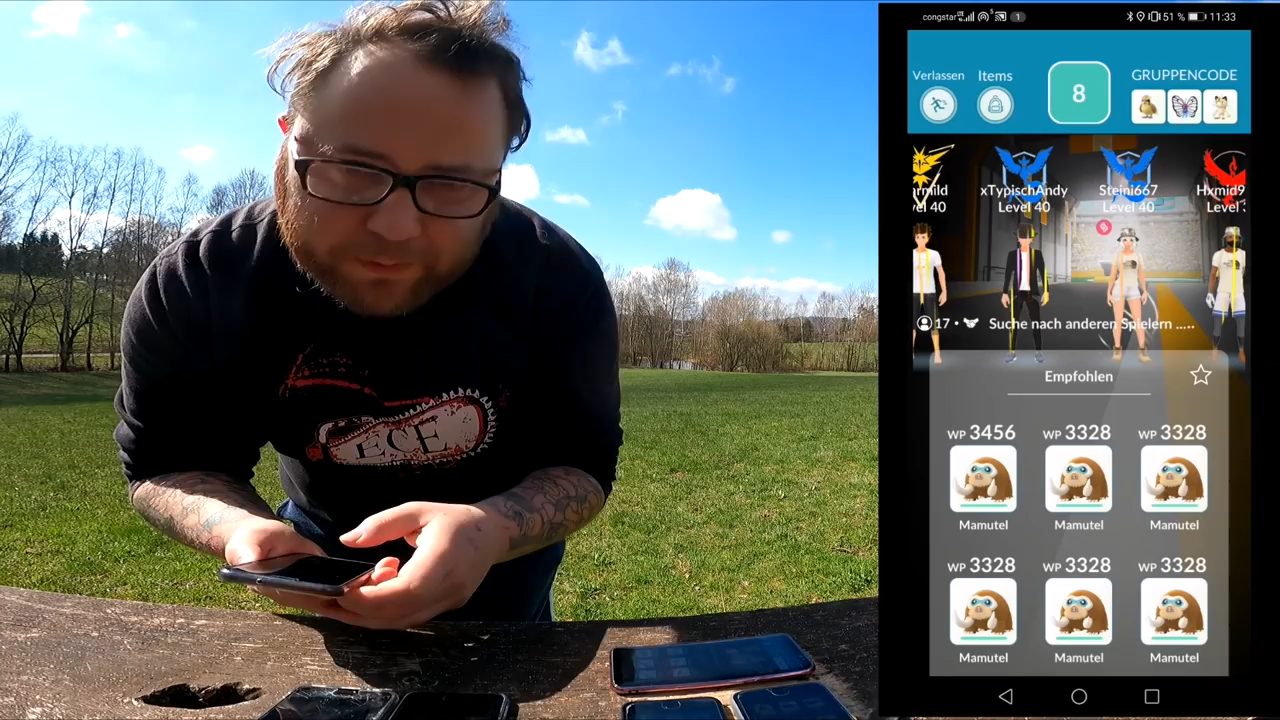 congstar 1 51 % 11:33
Verlassen Items 8 GRUPPENCODE
xTypischAndy Steini667
Level 40 Level 40 Level
17 • Suche nach anderen Spielern .....
Empfohlen
WP 3456 WP 3328 WP 3328
Mamutel Mamutel Mamutel
WP 3328 WP 3328 WP 3328
Mamutel Mamutel Mamutel
ECE